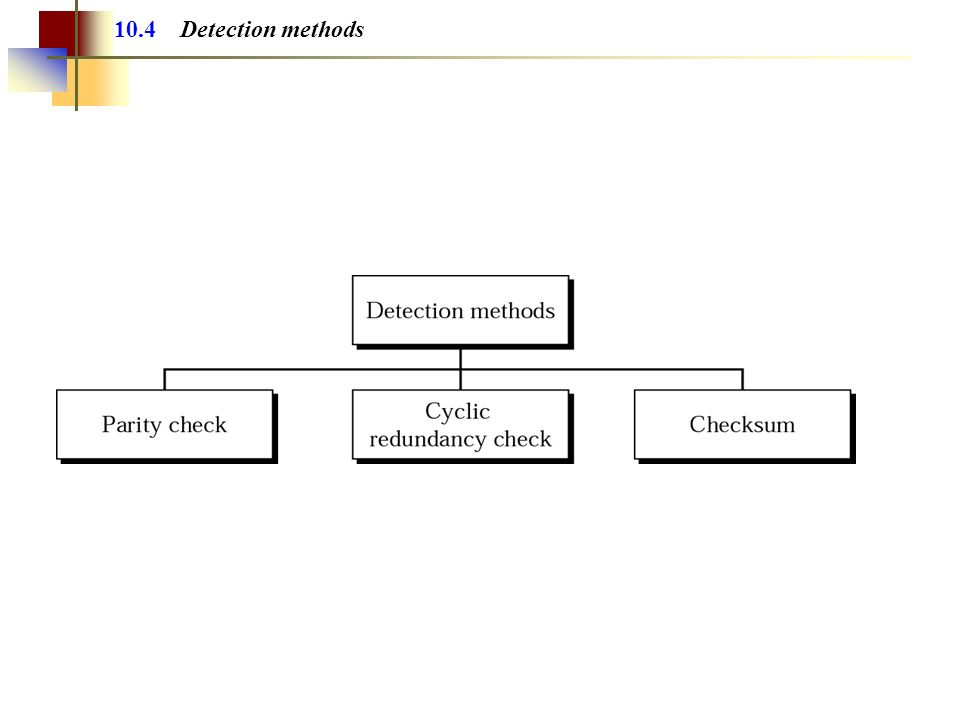 10.4 Detection methods
Detection methods
Parity check
Cyclic
redundancy check
Checksum